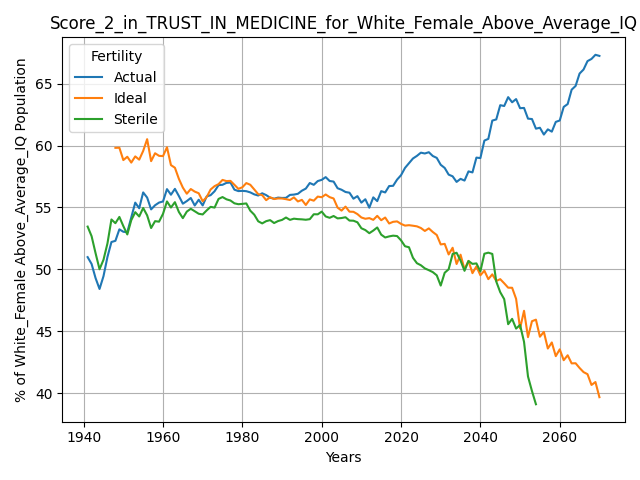 Score_2_in_TRUST_IN_MEDICINE_for_White_Female_Above_Average_IQ
% of White_Female Above_Average_IQ Population
65
60
55
50
45
40
Fertility
Actual
Ideal
Sterile
1940 1960 1980 2000 2020 2040 2060
Years